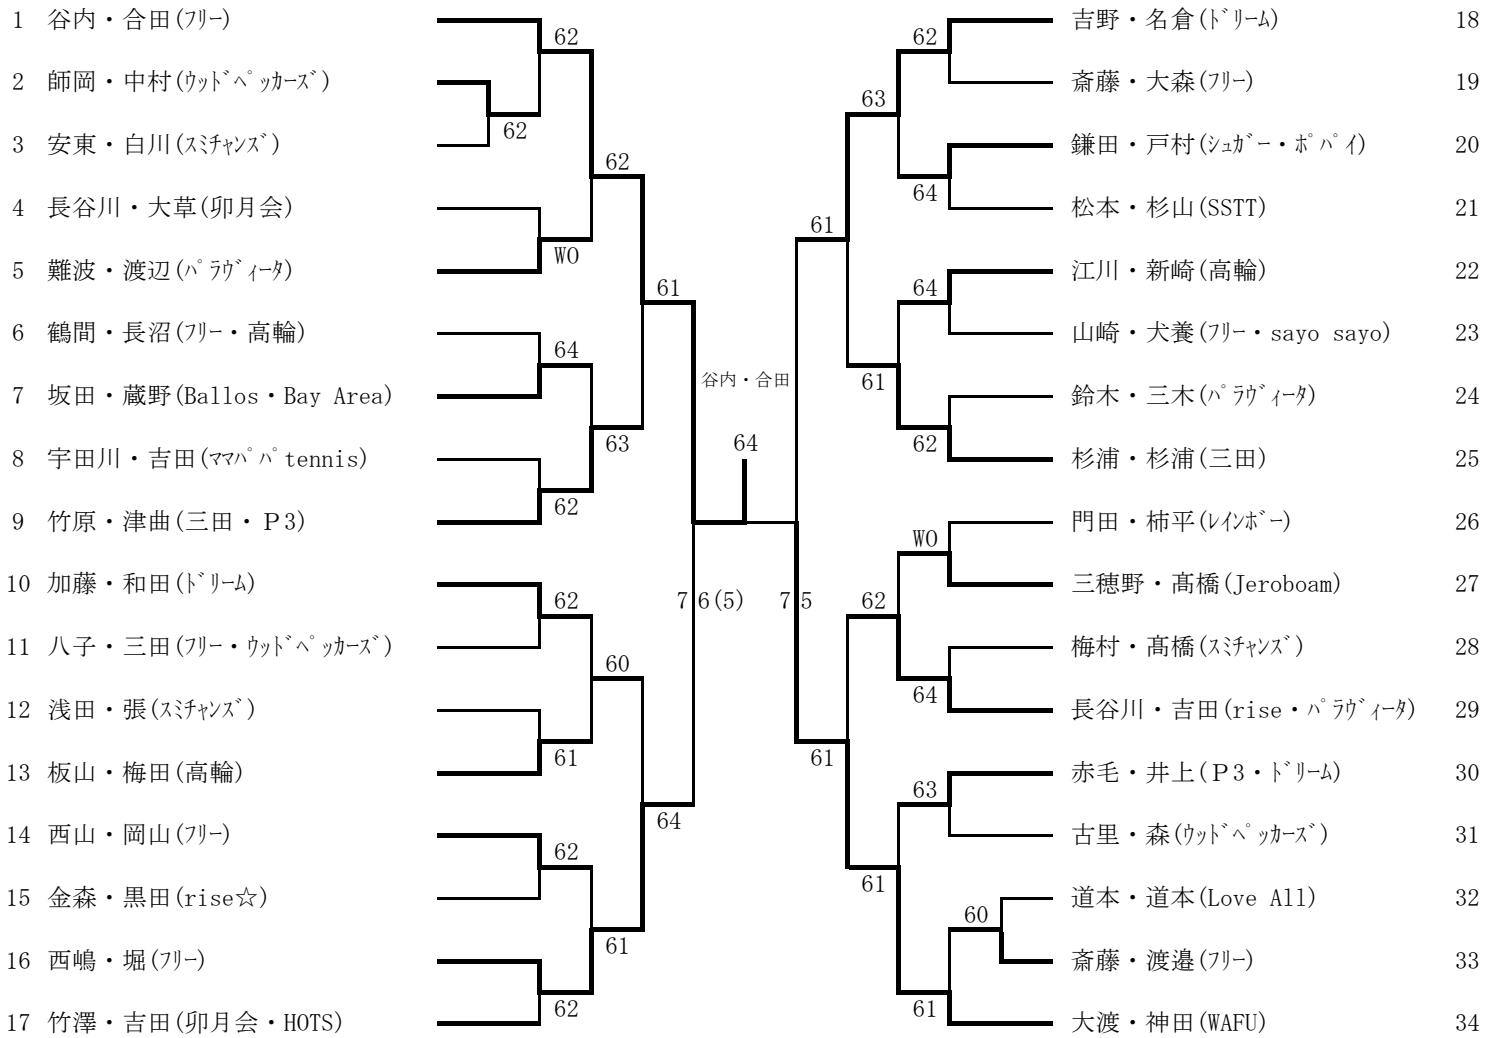 1 谷内・合田(ﾌﾘｰ)
62
2 師岡・中村(ｳｯﾄﾞﾍﾟｯｶｰｽﾞ)
62
3 安東・白川(ｽﾐﾁｬﾝｽﾞ)
62
4 長谷川・大草(卯月会)
WO
5 難波・渡辺(ﾊﾟﾗｳﾞｨｰﾀ)
61
6 鶴間・長沼(ﾌﾘｰ・高輪)
64
7 坂田・蔵野(Ballos・Bay Area)
63
8 宇田川・吉田(ﾏﾏﾊﾟﾊﾟtennis)
62
9 竹原・津曲(三田・Ｐ3)
10 加藤・和田(ﾄﾞﾘｰﾑ)
62
11 八子・三田(ﾌﾘｰ・ｳｯﾄﾞﾍﾟｯｶｰｽﾞ)
60
12 浅田・張(ｽﾐﾁｬﾝｽﾞ)
61
13 板山・梅田(高輪)
64
14 西山・岡山(ﾌﾘｰ)
62
15 金森・黒田(rise☆)
61
16 西嶋・堀(ﾌﾘｰ)
62
17 竹澤・吉田(卯月会・HOTS)
谷内・合田
64
76(5)
75
吉野・名倉(ﾄﾞﾘｰﾑ) 18
62
斎藤・大森(ﾌﾘｰ) 19
63
鎌田・戸村(ｼｭｶﾞｰ・ﾎﾟﾊﾟｲ) 20
64
松本・杉山(SSTT) 21
61
江川・新崎(高輪) 22
64
山崎・犬養(ﾌﾘｰ・sayo sayo) 23
61
鈴木・三木(ﾊﾟﾗｳﾞｨｰﾀ) 24
62
杉浦・杉浦(三田) 25
門田・柿平(ﾚｲﾝﾎﾞｰ) 26
WO
三穂野・髙橋(Jeroboam) 27
62
梅村・髙橋(ｽﾐﾁｬﾝｽﾞ) 28
64
長谷川・吉田(rise・ﾊﾟﾗｳﾞｨｰﾀ) 29
61
赤毛・井上(Ｐ3・ﾄﾞﾘｰﾑ) 30
63
古里・森(ｳｯﾄﾞﾍﾟｯｶｰｽﾞ) 31
61
道本・道本(Love All) 32
60
斎藤・渡邉(ﾌﾘｰ) 33
61
大渡・神田(WAFU) 34